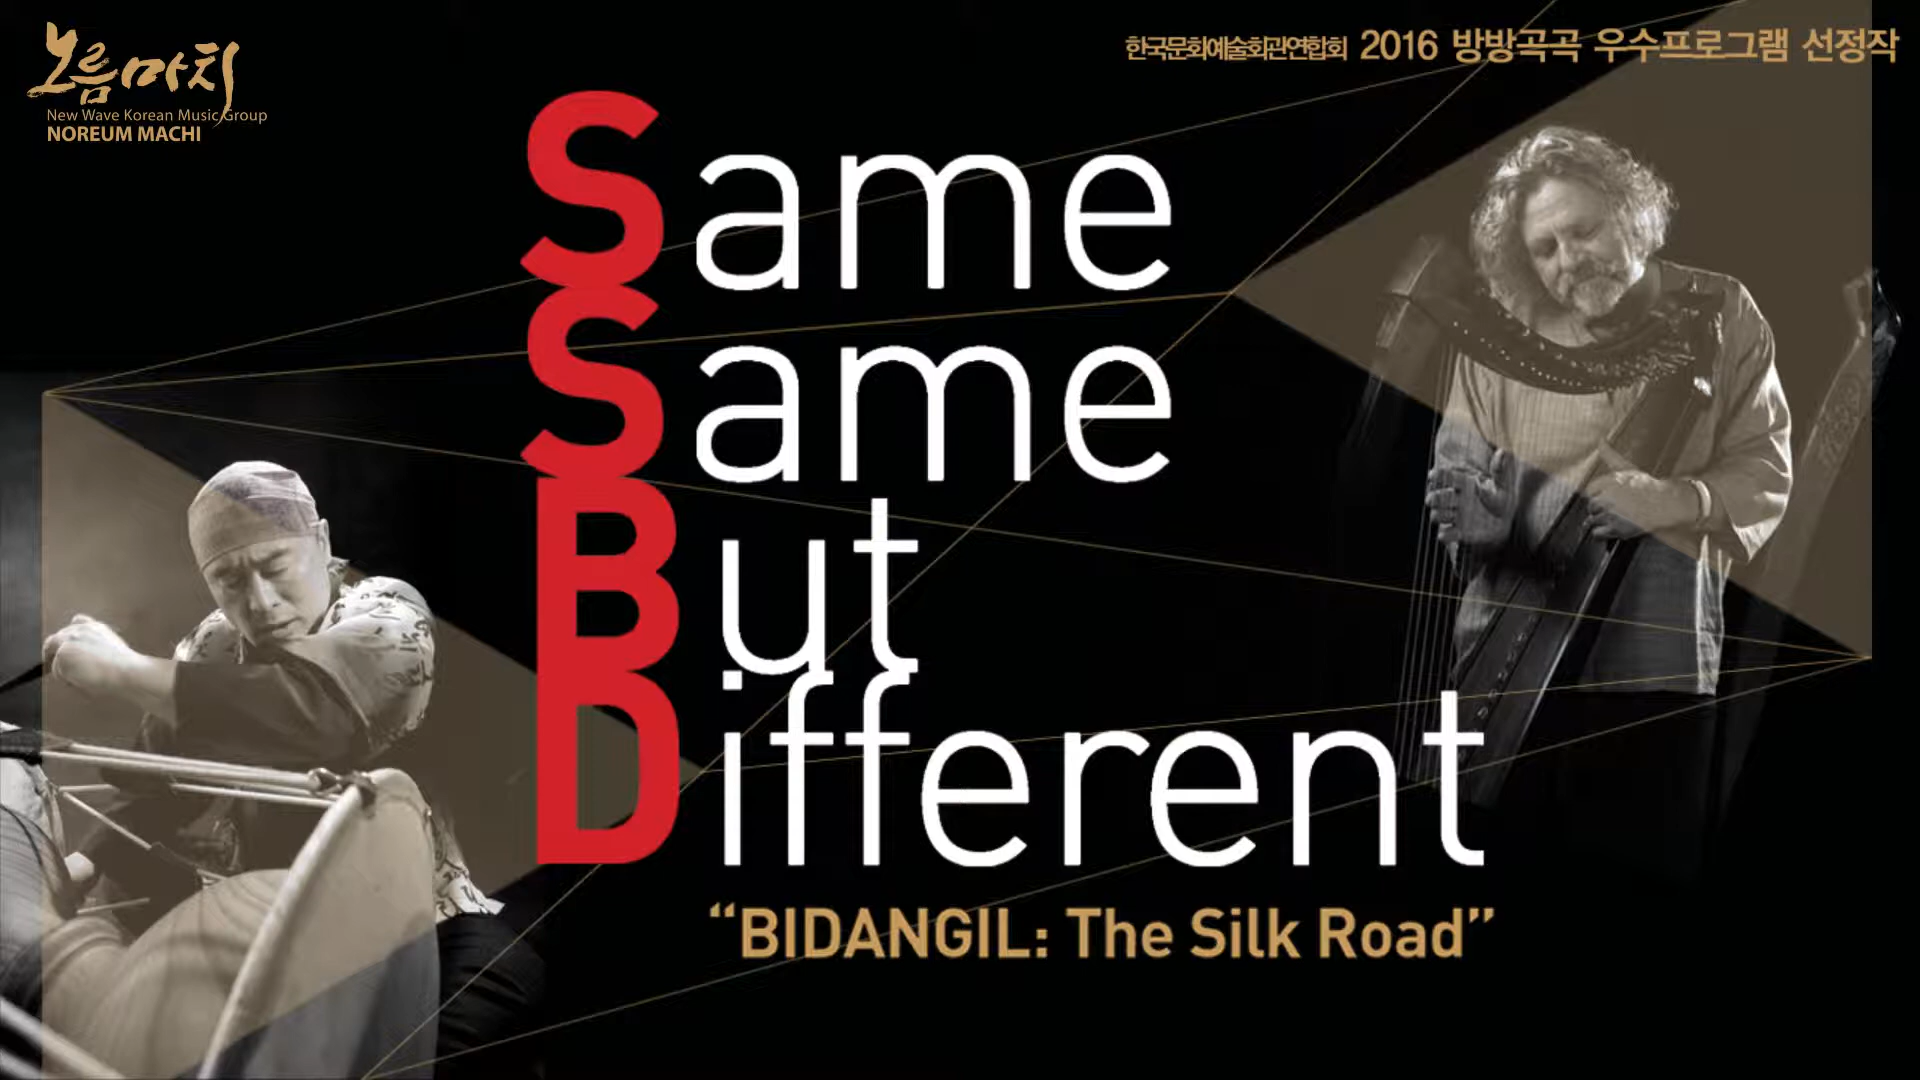 노름마치
New Wave Korean Music Group
NOREUM MACHI
한국문화예술회관연합회 2016 방방곡곡 우수프로그램 선정작
Same
Same
But
Different
“BIDANGIL: The Silk Road”